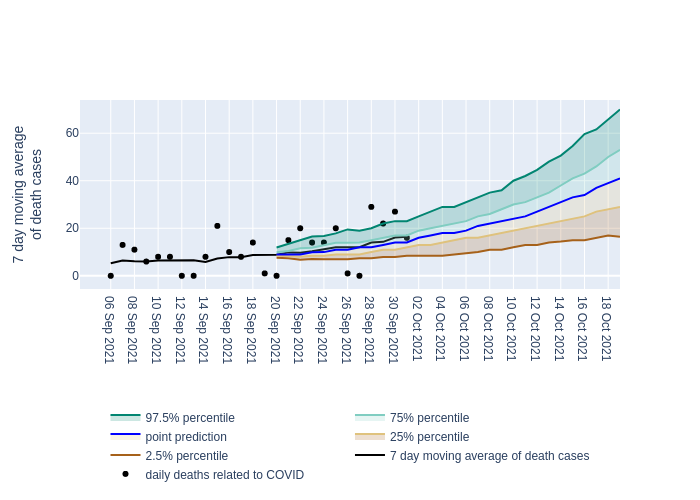 7 day moving average
of death cases
60
40
20
0
06 Sep 2021
08 Sep 2021
10 Sep 2021
12 Sep 2021
14 Sep 2021
16 Sep 2021
18 Sep 2021
20 Sep 2021
22 Sep 2021
24 Sep 2021
26 Sep 2021
28 Sep 2021
30 Sep 2021
02 Oct 2021
04 Oct 2021
06 Oct 2021
08 Oct 2021
10 Oct 2021
12 Oct 2021
14 Oct 2021
16 Oct 2021
18 Oct 2021
97.5% percentile
75% percentile
point prediction
25% percentile
2.5% percentile
7 day moving average of death cases
daily deaths related to COVID